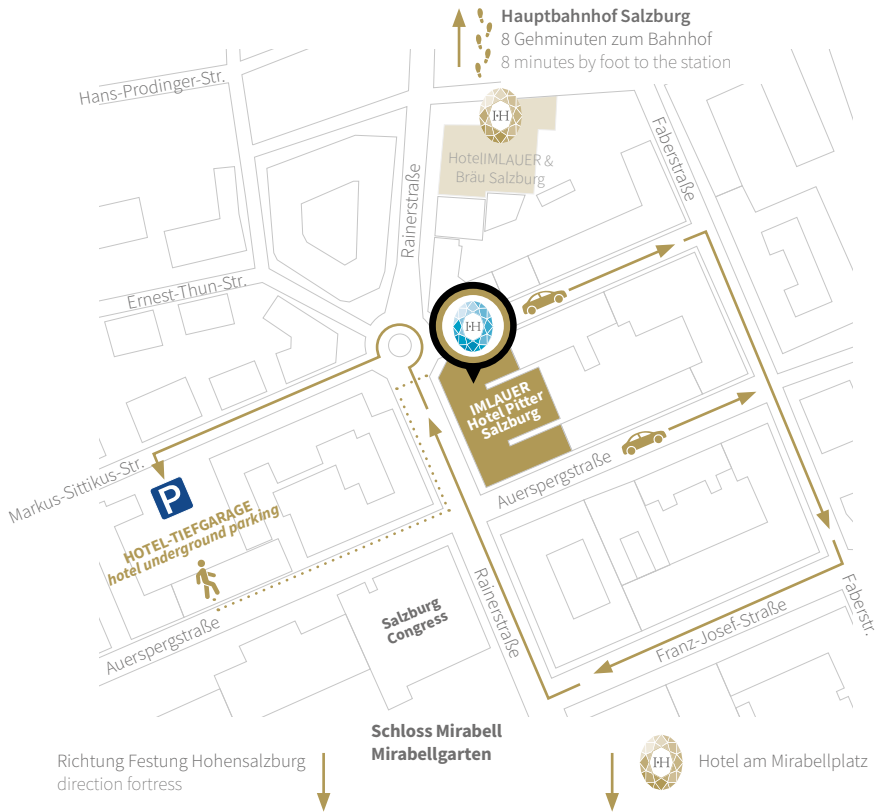 Hauptbahnhof Salzburg
8 Gehminuten zum Bahnhof
8 minutes by foot to the station
Hans-Prodinger-Str.
I·H
HotelIMLAUER &
Bräu Salzburg
Faberstraße
Rainerstraße
Ernest-Thun-Str.
I·H
IMLAUER
Hotel Pitter
Salzburg
Auerspergstraße
Markus-Sittikus-Str.
P
HOTEL-TIEFGARAGE
hotel underground parking
Auerspergstraße
Salzburg
Congress
Rainerstraße
Franz-Josef-Straße
Faberstr.
Schloss Mirabell
Mirabellgarten
Richtung Festung Hohensalzburg
direction fortress
I·H
Hotel am Mirabellplatz